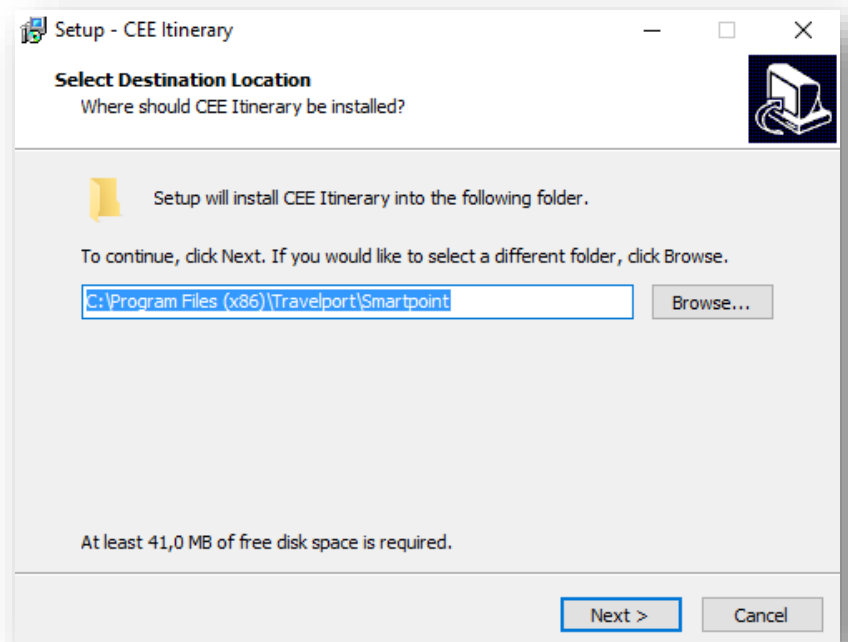 Setup - CEE Itinerary
Select Destination Location
Where should CEE Itinerary be installed?
Setup will install CEE Itinerary into the following folder.
To continue, click Next. If you would like to select a different folder, click Browse.
C:\Program Files (x86)\Travelport\Smartpoint
Browse...
At least 41,0 MB of free disk space is required.
Next >
Cancel